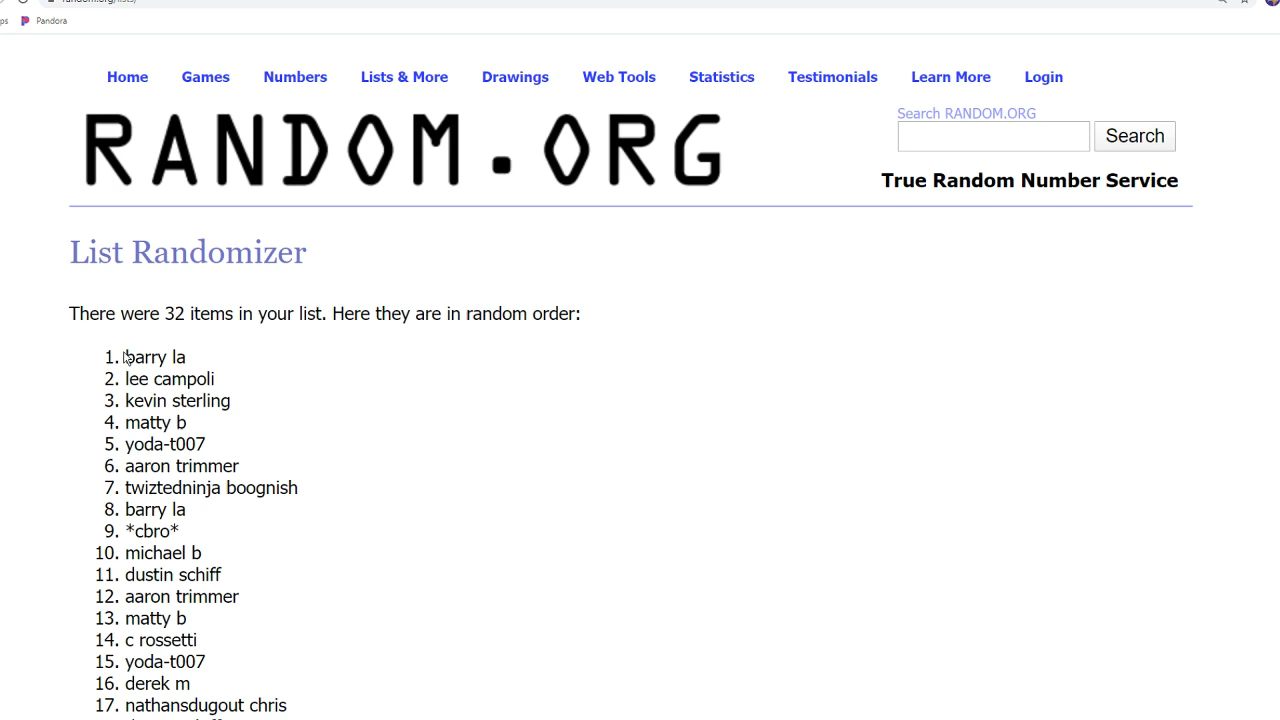 Pandora
Home Games Numbers Lists & More Drawings Web Tools Statistics Testimonials Learn More Login
RANDOM.ORG
Search RANDOM.ORG
Search
True Random Number Service
List Randomizer
There were 32 items in your list. Here they are in random order:
1. barry la
2. lee campoli
3. kevin sterling
4. matty b
5. yoda-t007
6. aaron trimmer
7. twiztedninja boognish
8. barry la
9. *cbro*
10. michael b
11. dustin schiff
12. aaron trimmer
13. matty b
14. c rossetti
15. yoda-t007
16. derek m
17. nathansdugout chris